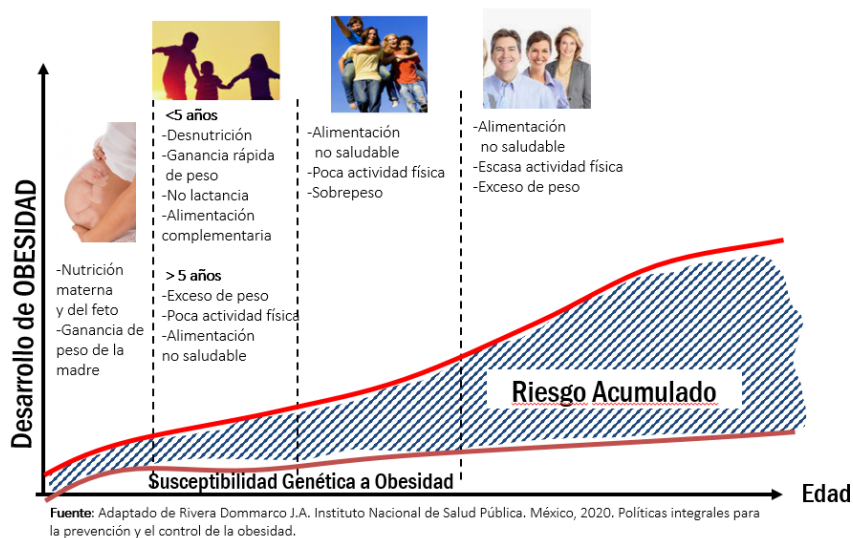 Desarrollo de OBESIDAD
-Nutrición
materna
y del feto
-Ganancia de
peso de la
madre
<5 años
-Desnutrición
-Ganancia rápida
de peso
-No lactancia
-Alimentación
complementaria
> 5 años
-Exceso de peso
-Poca actividad física
-Alimentación
no saludable
-Alimentación
no saludable
-Poca actividad física
-Sobrepeso
-Alimentación
no saludable
-Escasa actividad física
-Exceso de peso
Riesgo Acumulado
Susceptibilidad Genética a Obesidad
Edad
Fuente: Adaptado de Rivera Dommarco J.A. Instituto Nacional de Salud Pública. México, 2020. Políticas integrales para
la prevención y el control de la obesidad.